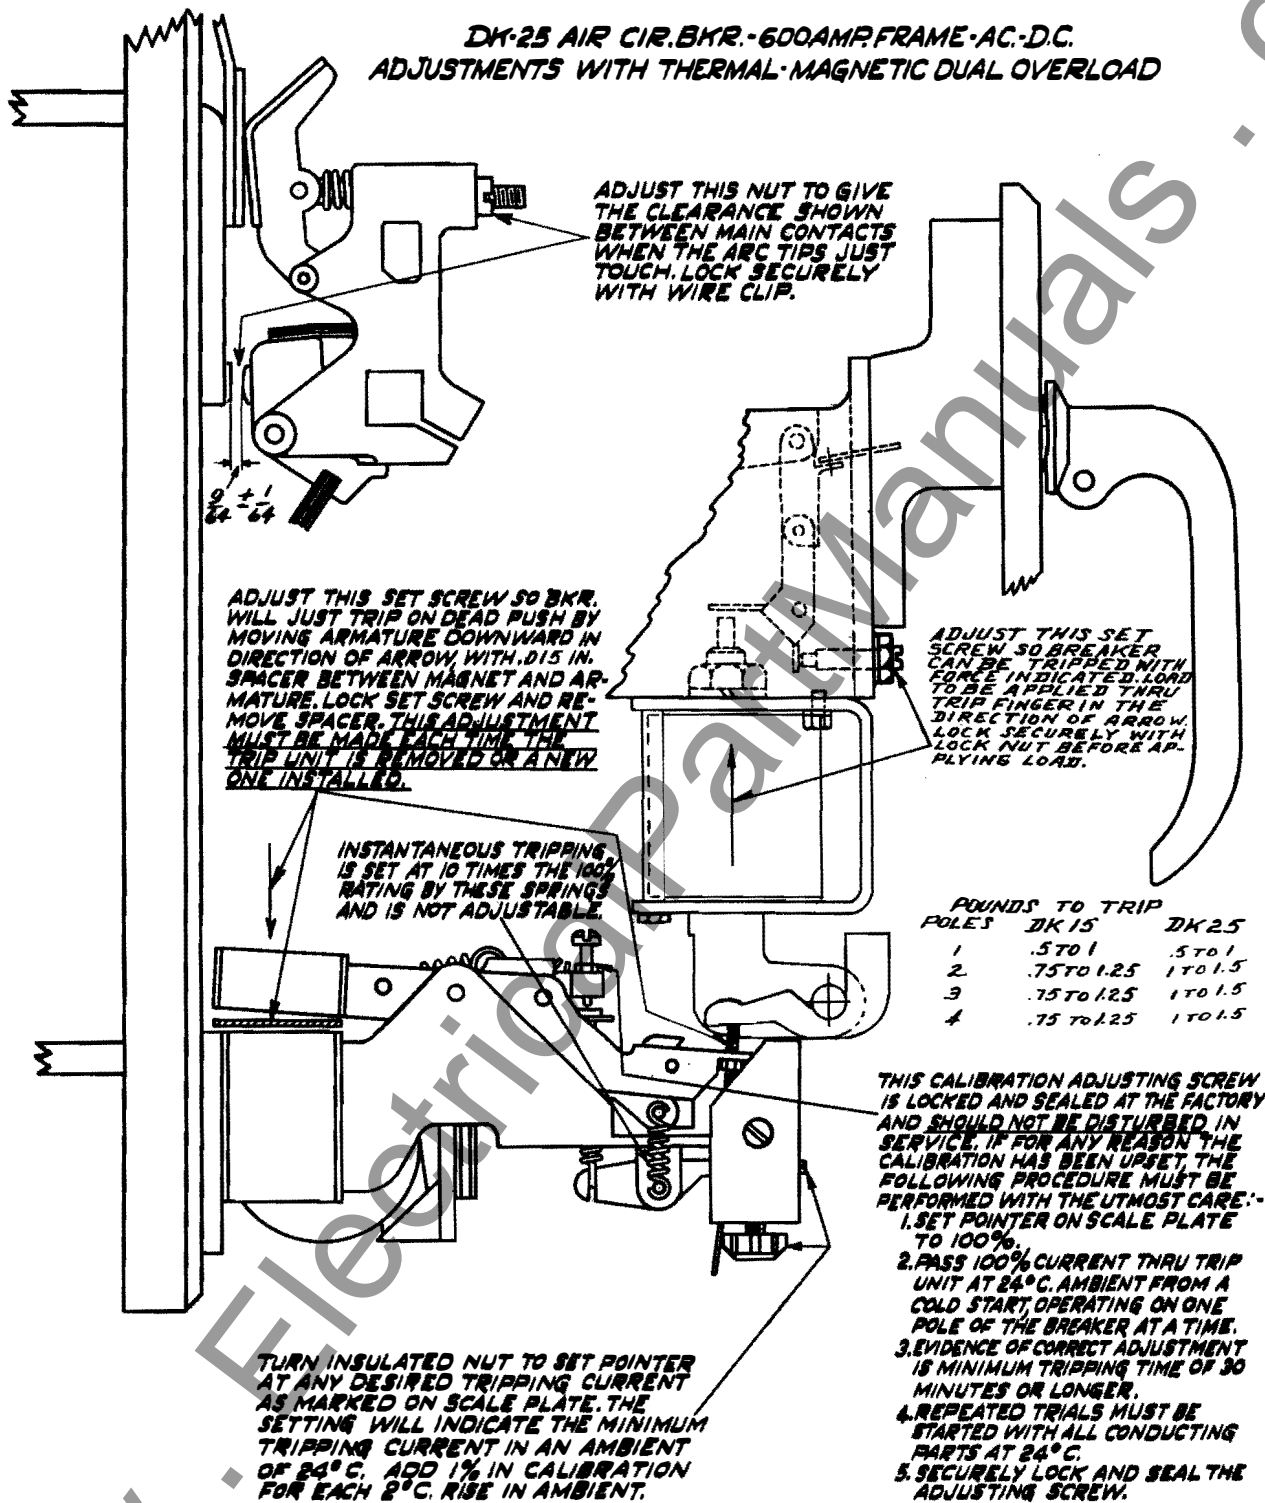 DK-25 AIR CIR. BKR.-600 AMP. FRAME-AC.-D.C.
ADJUSTMENTS WITH THERMAL-MAGNETIC DUAL OVERLOAD
ADJUST THIS NUT TO GIVE
THE CLEARANCE SHOWN
BETWEEN MAIN CONTACTS
WHEN THE ARC TIPS JUST
TOUCH. LOCK SECURELY
WITH WIRE CLIP.
9/64 ± 1/64
ADJUST THIS SET SCREW SO BKR.
WILL JUST TRIP ON DEAD PUSH BY
MOVING ARMATURE DOWNWARD IN
DIRECTION OF ARROW, WITH .015 IN.
SPACER BETWEEN MAGNET AND AR-
MATURE. LOCK SET SCREW AND RE-
MOVE SPACER. THIS ADJUSTMENT
MUST BE MADE EACH TIME THE
TRIP UNIT IS REMOVED OR A NEW
ONE INSTALLED.
ADJUST THIS SET
SCREW SO BREAKER
CAN BE TRIPPED WITH
FORCE INDICATED. LOAD
TO BE APPLIED THRU
TRIP FINGER IN THE
DIRECTION OF ARROW.
LOCK SECURELY WITH
LOCK NUT BEFORE AP-
PLYING LOAD.
INSTANTANEOUS TRIPPING
IS SET AT 10 TIMES THE 100%
RATING BY THESE SPRINGS
AND IS NOT ADJUSTABLE.
POUNDS TO TRIP
POLES DK 15 DK 25
1 .5 TO 1 .5 TO 1
2 .75 TO 1.25 1 TO 1.5
3 .75 TO 1.25 1 TO 1.5
4 .75 TO 1.25 1 TO 1.5
THIS CALIBRATION ADJUSTING SCREW
IS LOCKED AND SEALED AT THE FACTORY
AND SHOULD NOT BE DISTURBED IN
SERVICE. IF FOR ANY REASON THE
CALIBRATION HAS BEEN UPSET, THE
FOLLOWING PROCEDURE MUST BE
PERFORMED WITH THE UTMOST CARE:-
1. SET POINTER ON SCALE PLATE
TO 100%.
2. PASS 100% CURRENT THRU TRIP
UNIT AT 24°C. AMBIENT FROM A
COLD START, OPERATING ON ONE
POLE OF THE BREAKER AT A TIME.
3. EVIDENCE OF CORRECT ADJUSTMENT
IS MINIMUM TRIPPING TIME OF 30
MINUTES OR LONGER.
4. REPEATED TRIALS MUST BE
STARTED WITH ALL CONDUCTING
PARTS AT 24°C.
5. SECURELY LOCK AND SEAL THE
ADJUSTING SCREW.
TURN INSULATED NUT TO SET POINTER
AT ANY DESIRED TRIPPING CURRENT
AS MARKED ON SCALE PLATE. THE
SETTING WILL INDICATE THE MINIMUM
TRIPPING CURRENT IN AN AMBIENT
OF 24°C. ADD 1% IN CALIBRATION
FOR EACH 2°C. RISE IN AMBIENT.
. ElectricalPartManuals .